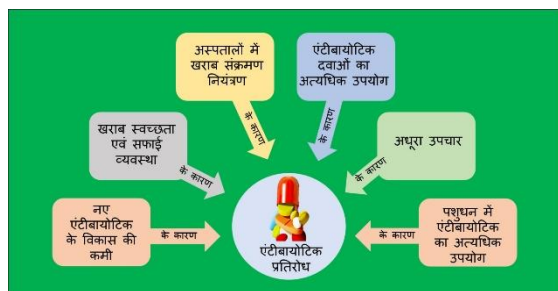 अस्पतालों में
खराब संक्रमण
नियंत्रण
के कारण
एंटीबायोटिक
दवाओं का
अत्यधिक उपयोग
के कारण
खराब स्वच्छता
एवं सफाई
व्यवस्था
के कारण
अधूरा उपचार
के कारण
नए
एंटीबायोटिक
के विकास की
कमी
के कारण
एंटीबायोटिक
प्रतिरोध
के कारण
पशुधन में
एंटीबायोटिक
का अत्यधिक
उपयोग